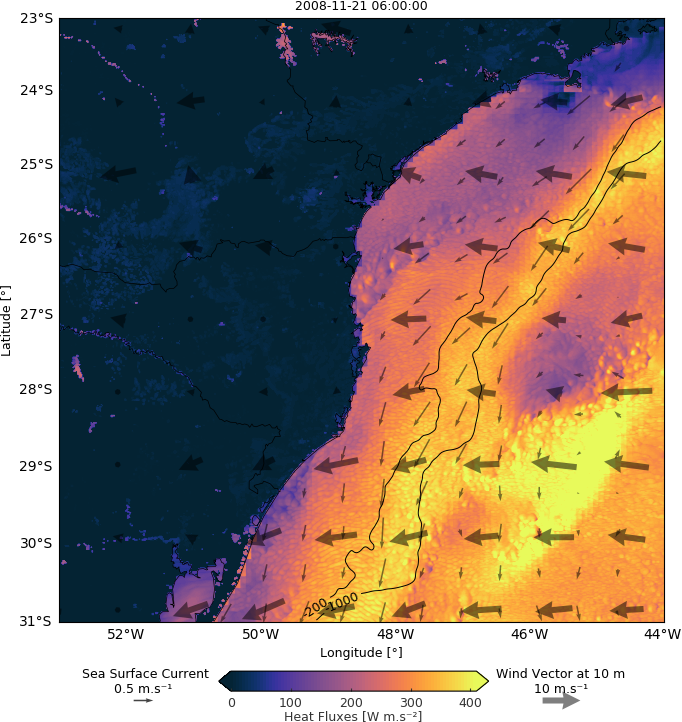 2008-11-21 06:00:00
23°S
24°S
25°S
26°S
27°S
28°S
29°S
30°S
31°S
Latitude [°]
-200
-1000
52°W 50°W 48°W 46°W 44°W
Longitude [°]
Sea Surface Current
0.5 m.s⁻¹
Wind Vector at 10 m
10 m.s⁻¹
0 100 200 300 400
Heat Fluxes [W m.s⁻²]